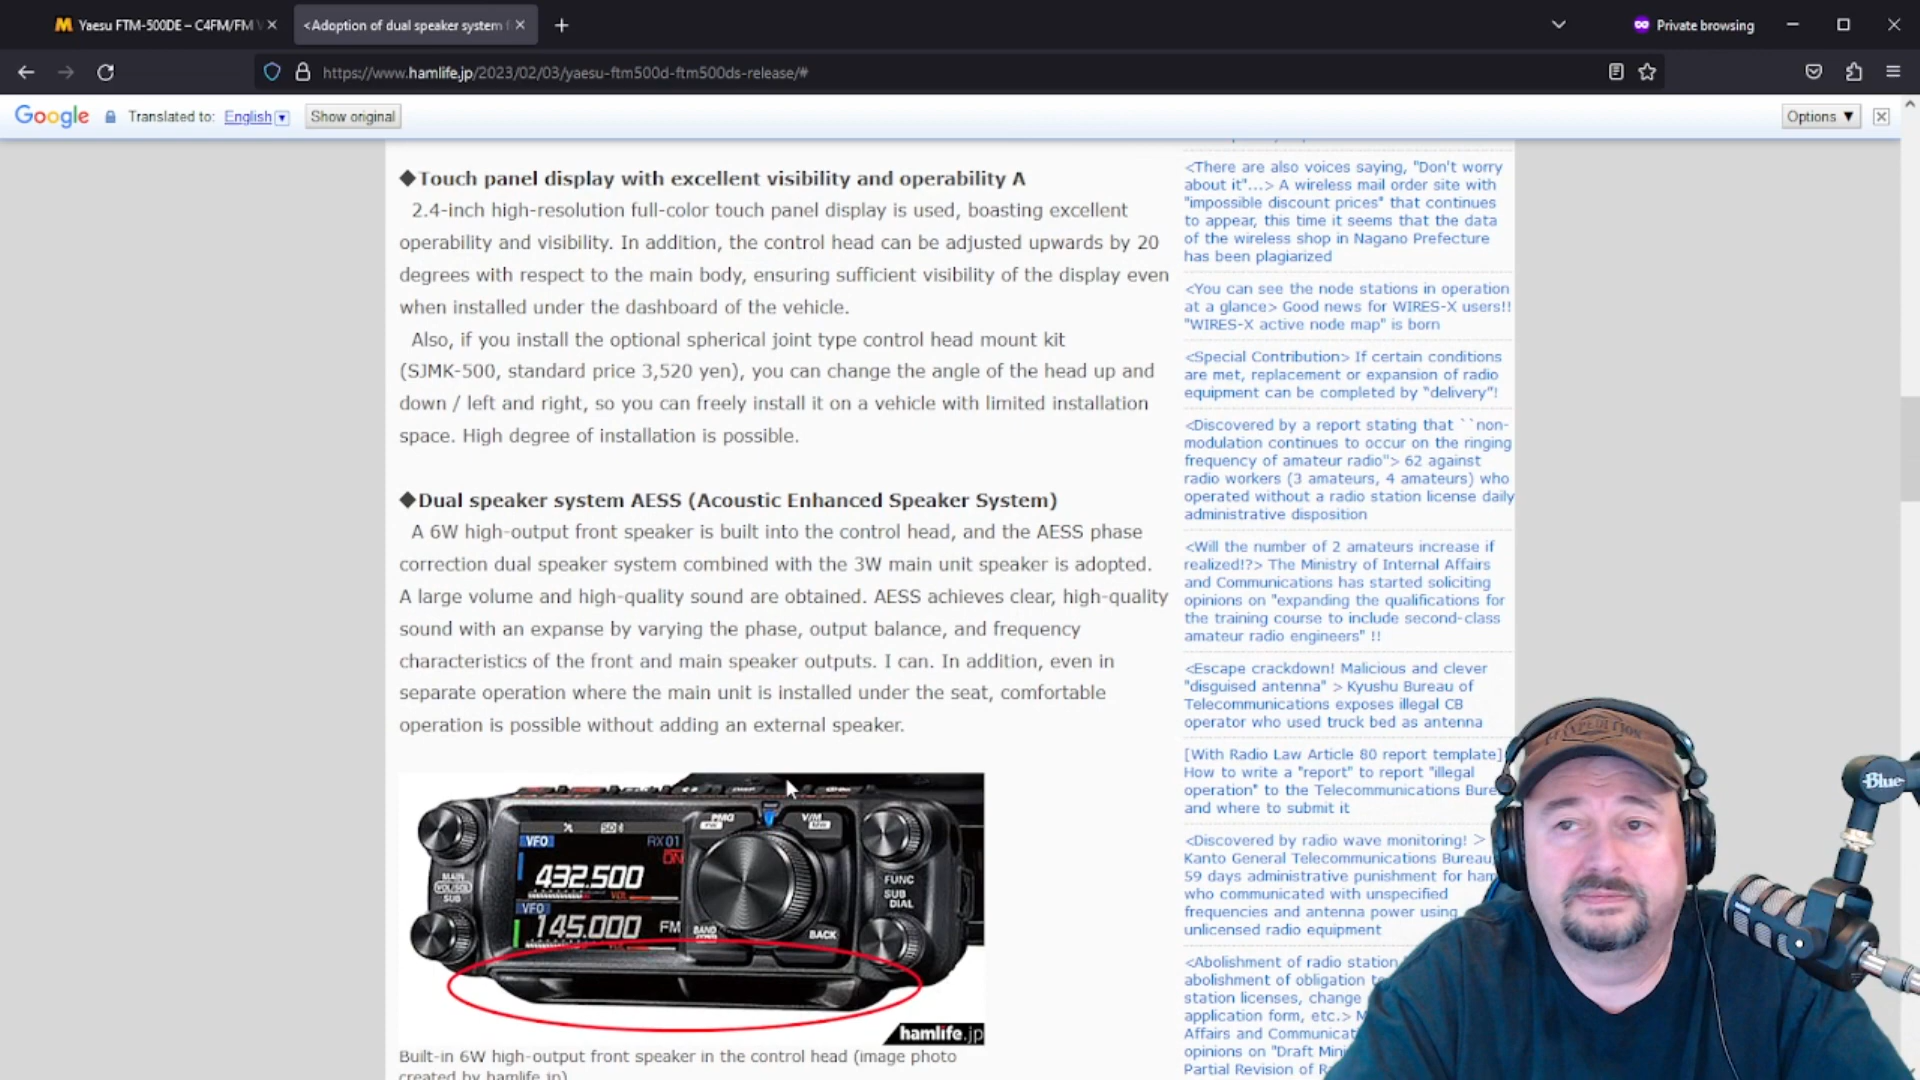 Yaesu FTM-500DE – C4FM/FM
<Adoption of dual speaker system
Private browsing
https://www.hamlife.jp/2023/02/03/yaesu-ftm500d-ftm500ds-release/#
Google
Translated to: English
Show original
Options ▼
◆Touch panel display with excellent visibility and operability A
2.4-inch high-resolution full-color touch panel display is used, boasting excellent
operability and visibility. In addition, the control head can be adjusted upwards by 20
degrees with respect to the main body, ensuring sufficient visibility of the display even
when installed under the dashboard of the vehicle.
Also, if you install the optional spherical joint type control head mount kit
(SJMK-500, standard price 3,520 yen), you can change the angle of the head up and
down / left and right, so you can freely install it on a vehicle with limited installation
space. High degree of installation is possible.
◆Dual speaker system AESS (Acoustic Enhanced Speaker System)
A 6W high-output front speaker is built into the control head, and the AESS phase
correction dual speaker system combined with the 3W main unit speaker is adopted.
A large volume and high-quality sound are obtained. AESS achieves clear, high-quality
sound with an expanse by varying the phase, output balance, and frequency
characteristics of the front and main speaker outputs. I can. In addition, even in
separate operation where the main unit is installed under the seat, comfortable
operation is possible without adding an external speaker.
PMG
V/M
VFO
RX01
432.500
VFO
145.000
FM
MAIN
VOL/SQL
SUB
FUNC
SUB
DIAL
BAND
BACK
hamlife.jp
Built-in 6W high-output front speaker in the control head (image photo
created by hamlife.jp)
<There are also voices saying, "Don't worry
about it"...> A wireless mail order site with
"impossible discount prices" that continues
to appear, this time it seems that the data
of the wireless shop in Nagano Prefecture
has been plagiarized
<You can see the node stations in operation
at a glance> Good news for WIRES-X users!!
"WIRES-X active node map" is born
<Special Contribution> If certain conditions
are met, replacement or expansion of radio
equipment can be completed by "delivery"!
<Discovered by a report stating that ``non-
modulation continues to occur on the ringing
frequency of amateur radio"> 62 against
radio workers (3 amateurs, 4 amateurs) who
operated without a radio station license daily
administrative disposition
<Will the number of 2 amateurs increase if
realized!?> The Ministry of Internal Affairs
and Communications has started soliciting
opinions on "expanding the qualifications for
the training course to include second-class
amateur radio engineers" !!
<Escape crackdown! Malicious and clever
"disguised antenna" > Kyushu Bureau of
Telecommunications exposes illegal CB
operator who used truck bed as antenna
[With Radio Law Article 80 report template]
How to write a "report" to report "illegal
operation" to the Telecommunications
and where to submit it
<Discovered by radio wave monitoring! >
Kanto General Telecommunications Bureau,
59 days administrative punishment for
who communicated with unspecified
frequencies and antenna power using
unlicensed radio equipment
<Abolishment of radio station
abolishment of obligation
station licenses, change
application form, etc.>
Affairs and
opinions on "Draft
Partial Revision of
EXPEDITION
Blue